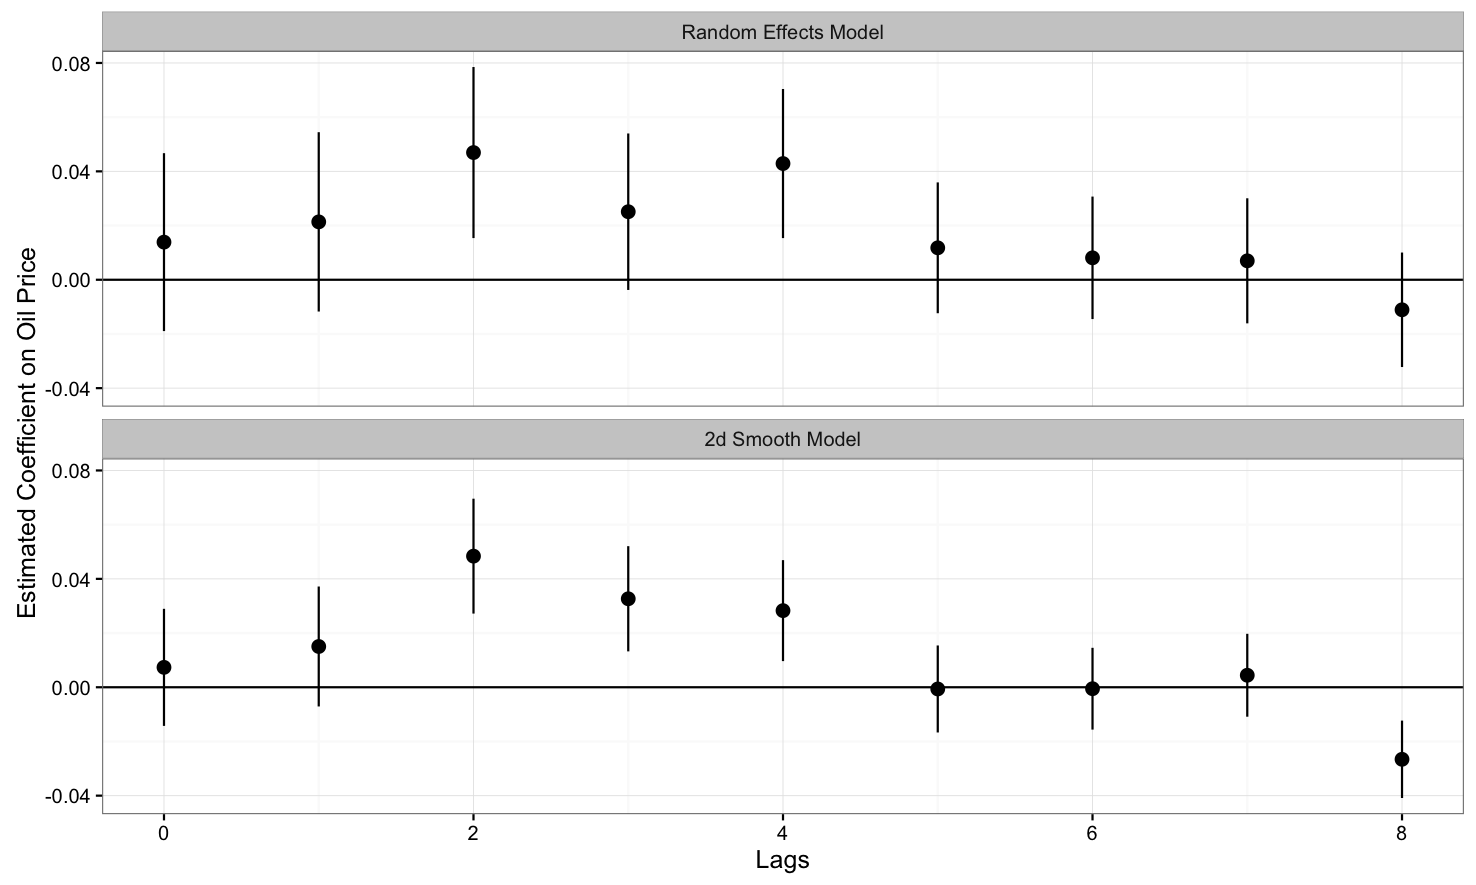 Random Effects Model
0.08
0.04
0.00
-0.04
Estimated Coefficient on Oil Price
2d Smooth Model
0.08
0.04
0.00
-0.04
0 2 4 6 8
Lags